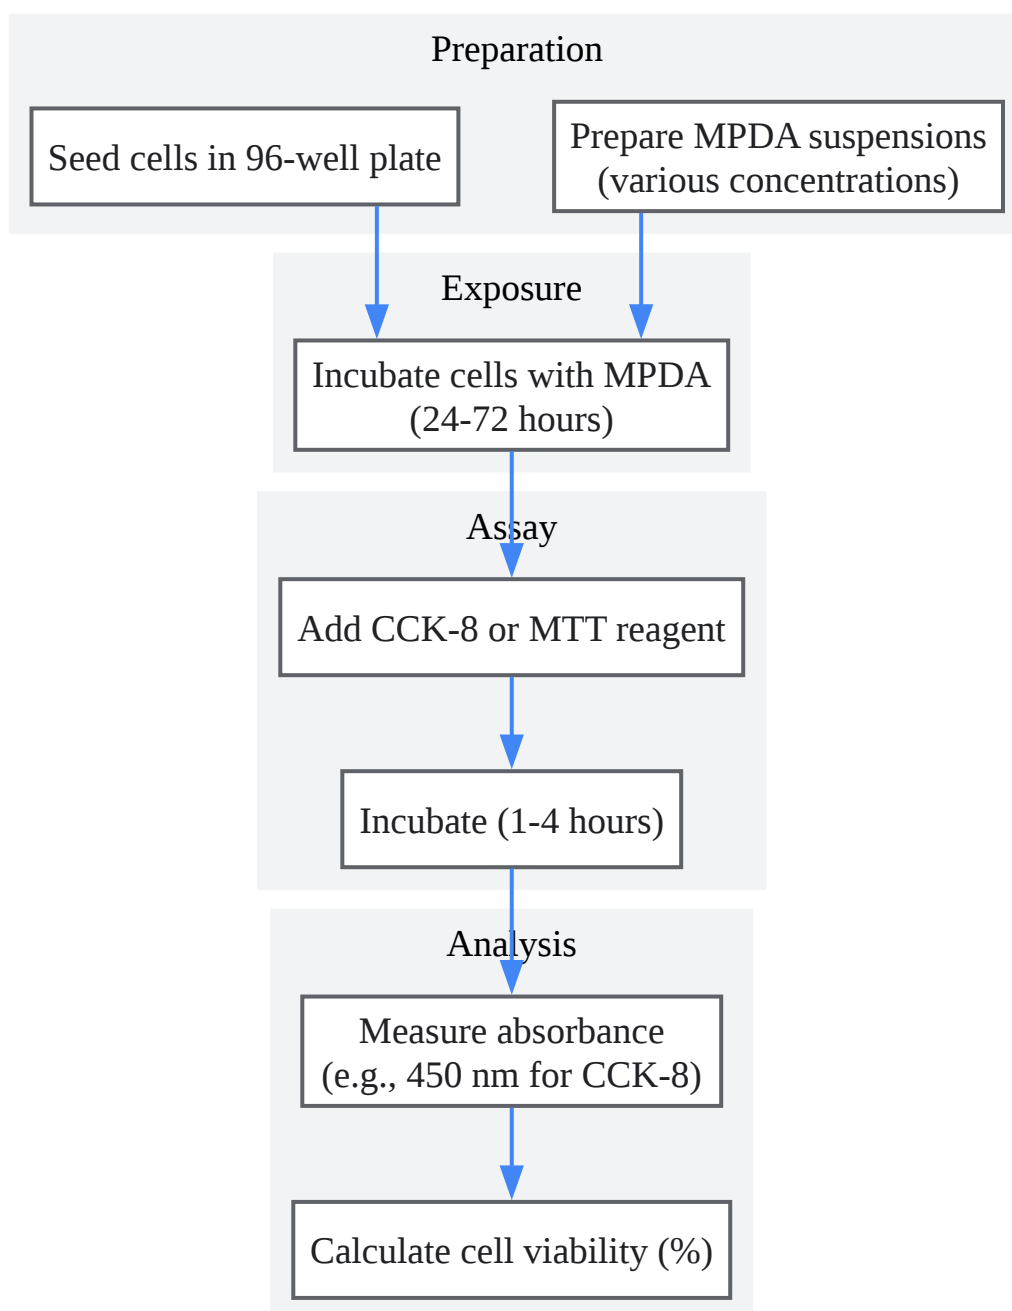 Preparation
Seed cells in 96-well plate
Prepare MPDA suspensions
(various concentrations)
Exposure
Incubate cells with MPDA
(24-72 hours)
Assay
Add CCK-8 or MTT reagent
Incubate (1-4 hours)
Analysis
Measure absorbance
(e.g., 450 nm for CCK-8)
Calculate cell viability (%)